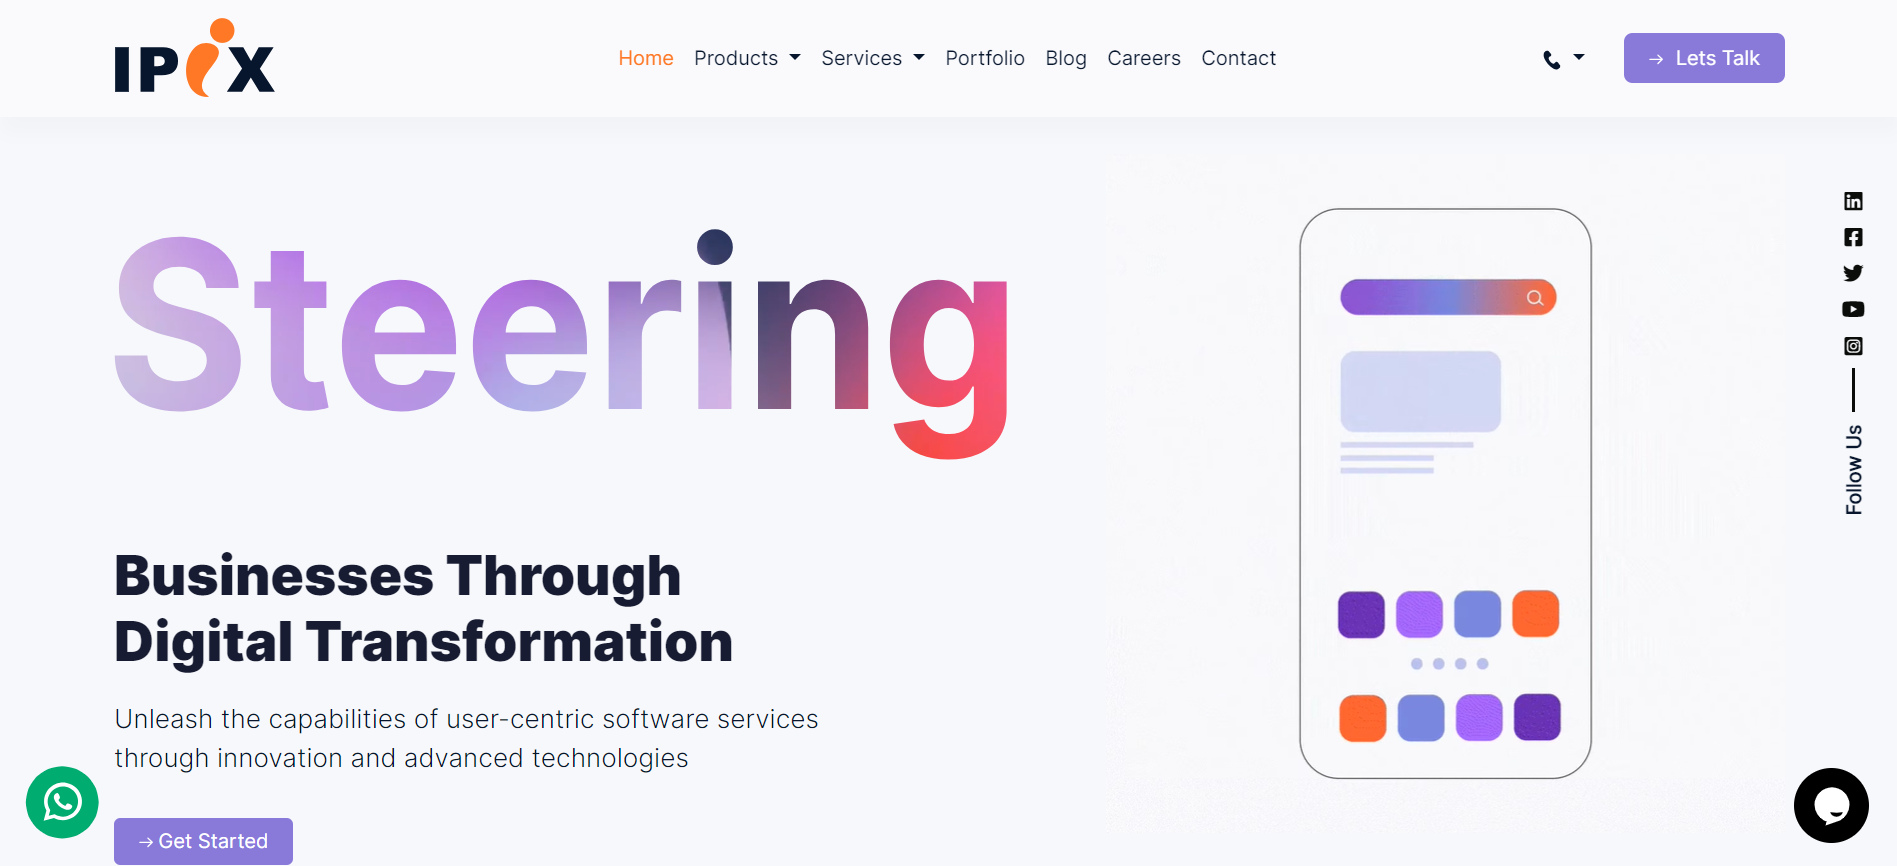 IPiX
Home Products Services Portfolio Blog Careers Contact
→ Lets Talk
Steering
Businesses Through
Digital Transformation
Unleash the capabilities of user-centric software services
through innovation and advanced technologies
→ Get Started
Follow Us